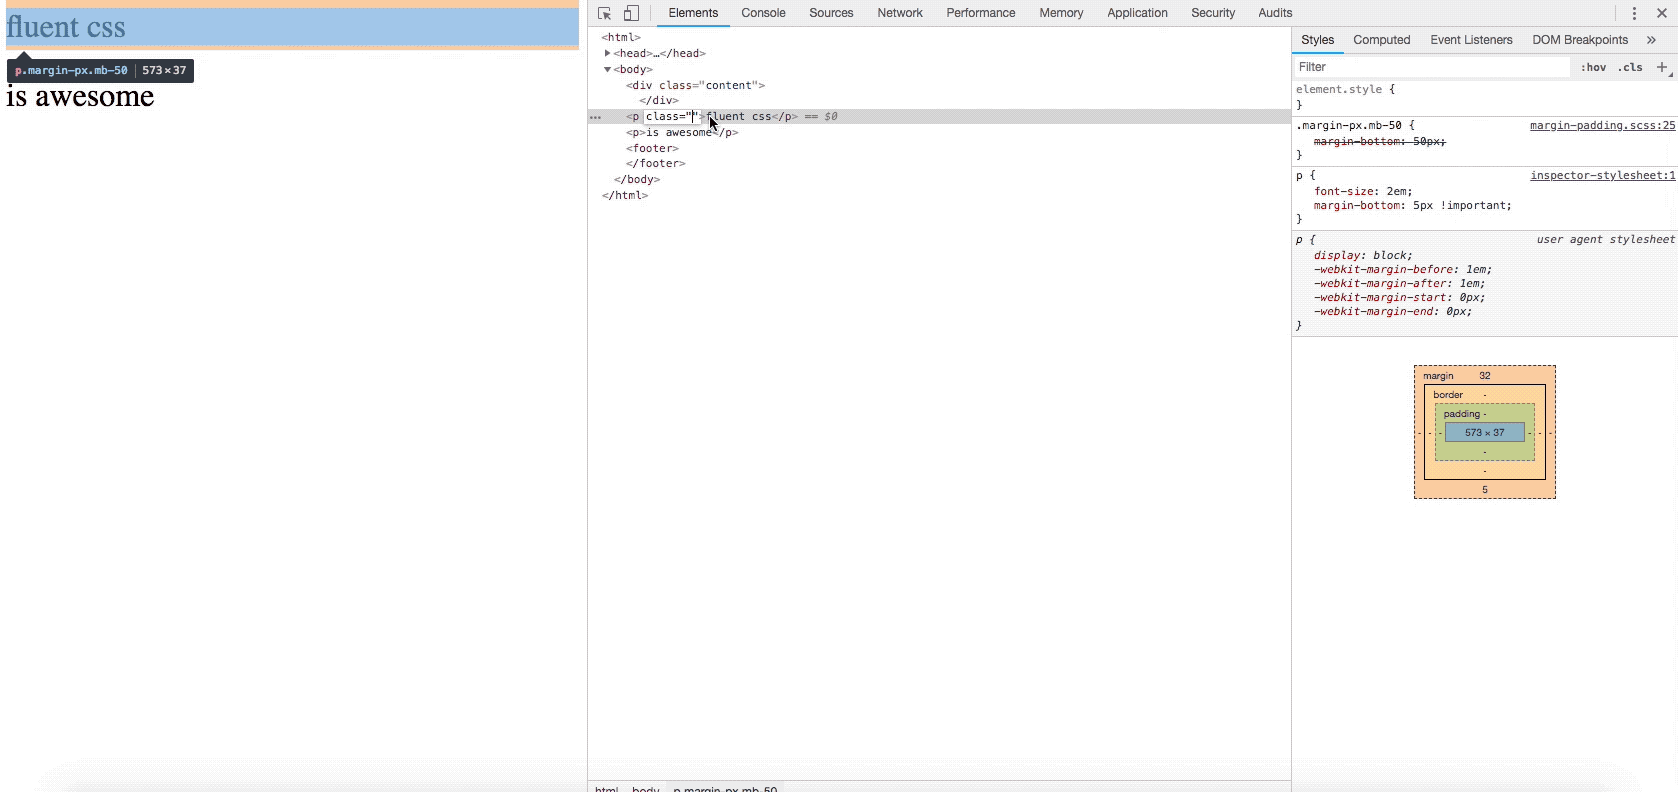 fluent css
p.margin-px.mb-50 573×37
is awesome
Elements Console Sources Network Performance Memory Application Security Audits
<html>
<head>…</head>
<body>
<div class="content">
</div>
<p class="">fluent css</p> == $0
<p>is awesome</p>
<footer>
</footer>
</body>
</html>
html body p.margin-px.mb-50
Styles Computed Event Listeners DOM Breakpoints »
Filter :hov .cls +
element.style {
}
.margin-px.mb-50 { margin-padding.scss:25
margin-bottom: 50px;
}
p { inspector-stylesheet:1
font-size: 2em;
margin-bottom: 5px !important;
}
p { user agent stylesheet
display: block;
-webkit-margin-before: 1em;
-webkit-margin-after: 1em;
-webkit-margin-start: 0px;
-webkit-margin-end: 0px;
}
margin 32
border -
padding -
- - - 573 × 37 - - -
-
-
5